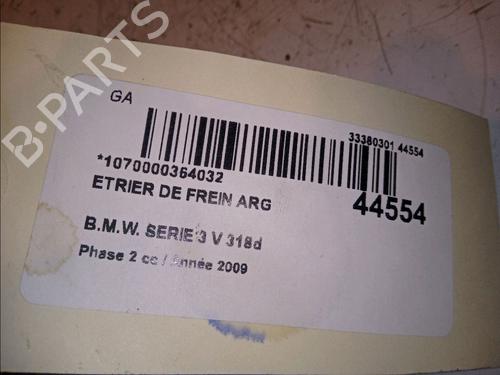 B-PARTS
GA
33380301 44554
*1070000364032
ETRIER DE FREIN ARG
44554
B.M.W. SERIE 3 V 318d
Phase 2 cc / Année 2009